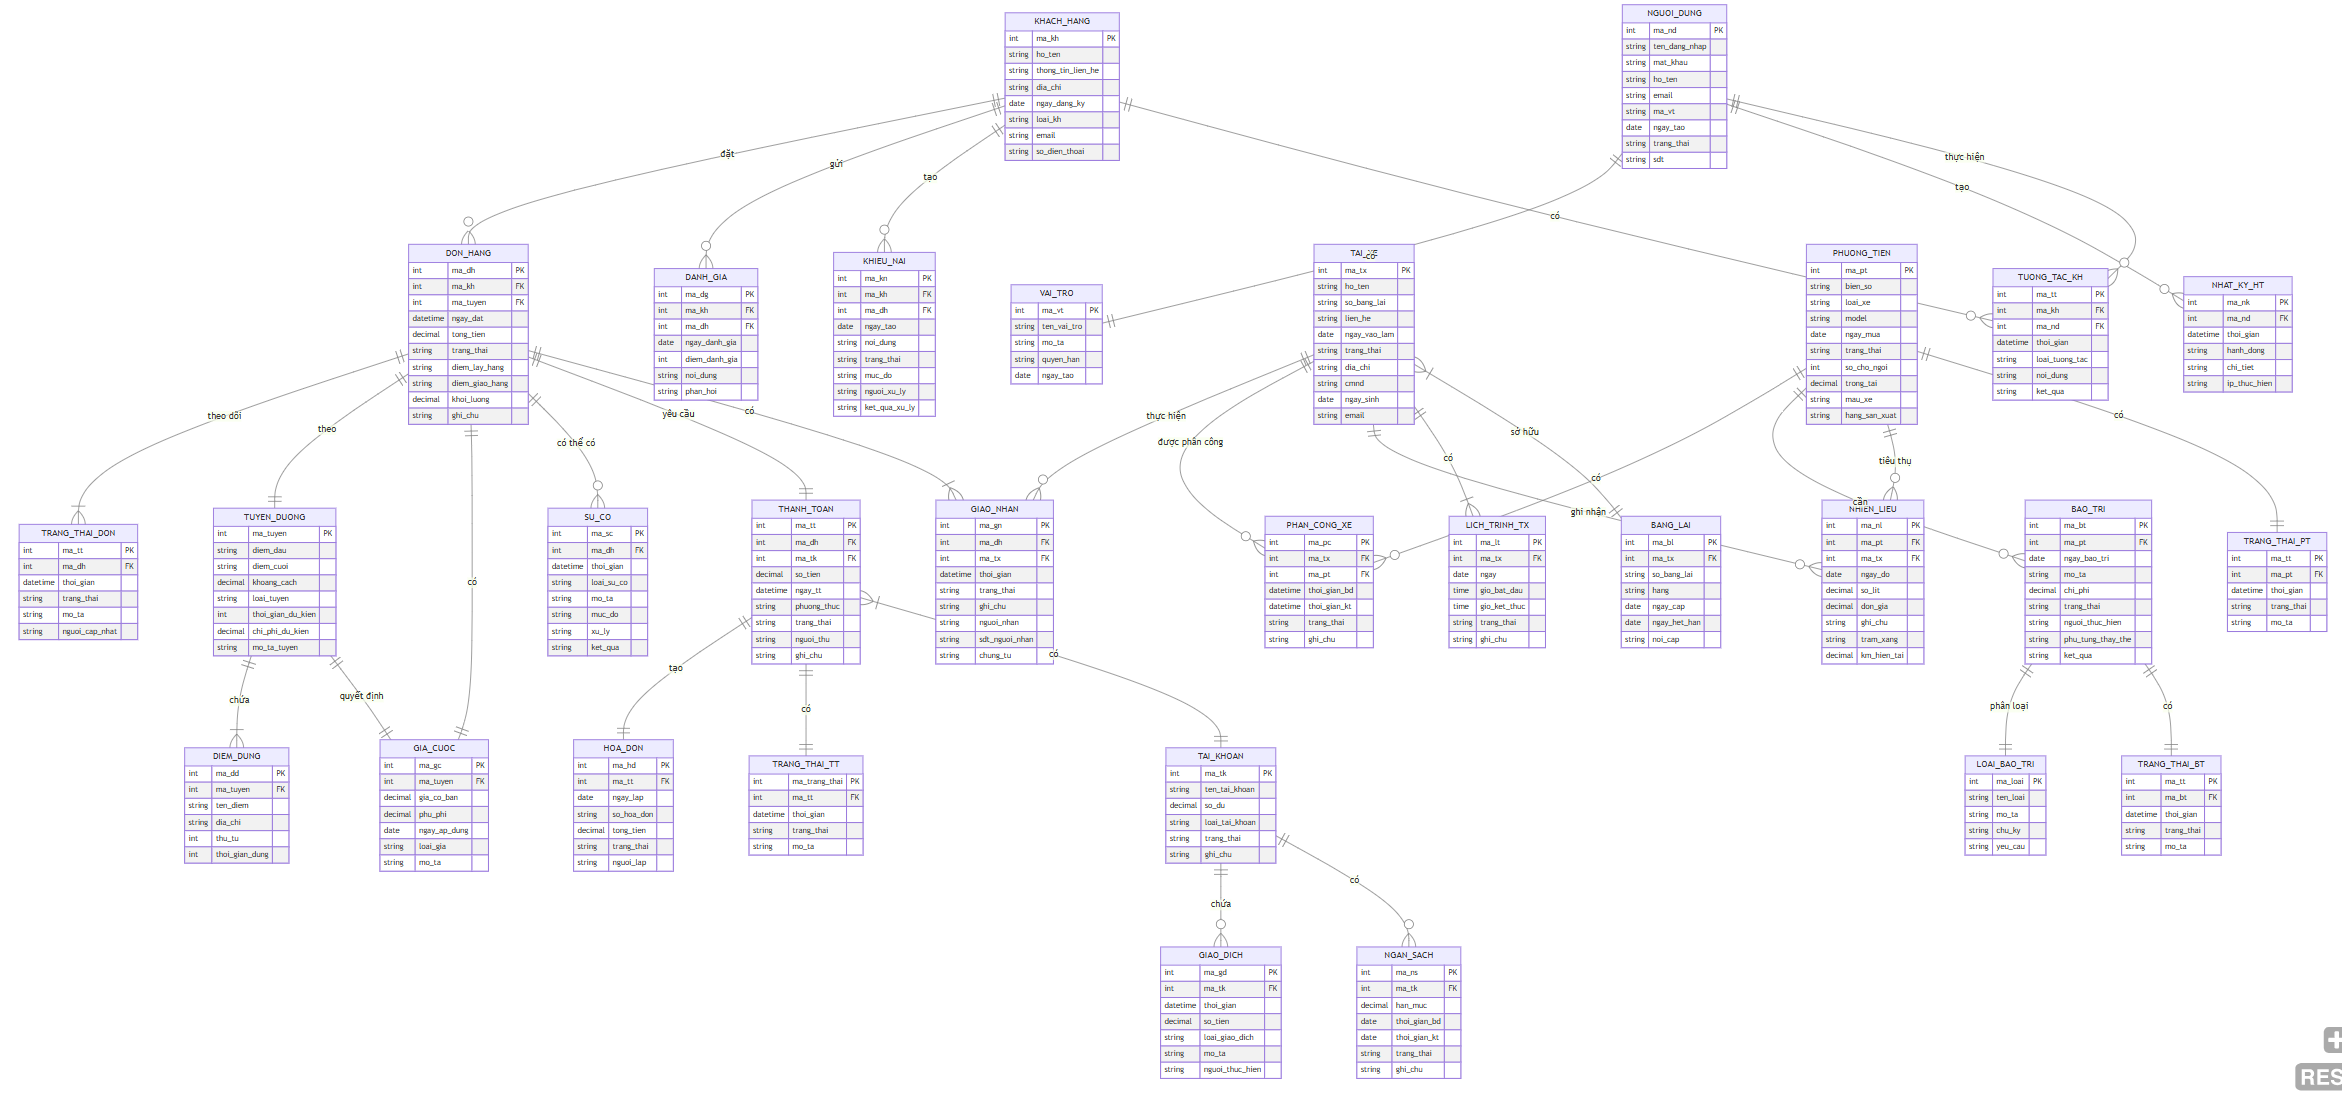 KHACH_HANG
int ma_kh PK
string ho_ten
string thong_tin_lien_he
string dia_chi
date ngay_dang_ky
string loai_kh
string email
string so_dien_thoai
NGUOI_DUNG
int ma_nd PK
string ten_dang_nhap
string mat_khau
string ho_ten
string email
string ma_vt
date ngay_tao
string trang_thai
string sdt
đặt
gửi
tạo
có
thực hiện
tạo
DON_HANG
int ma_dh PK
int ma_kh FK
int ma_tuyen FK
datetime ngay_dat
decimal tong_tien
string trang_thai
string diem_lay_hang
string diem_giao_hang
decimal khoi_luong
string ghi_chu
DANH_GIA
int ma_dg PK
int ma_kh FK
int ma_dh FK
date ngay_danh_gia
int diem_danh_gia
string noi_dung
string phan_hoi
KHIEU_NAI
int ma_kn PK
int ma_kh FK
int ma_dh FK
date ngay_tao
string noi_dung
string trang_thai
string muc_do
string nguoi_xu_ly
string ket_qua_xu_ly
VAI_TRO
int ma_vt PK
string ten_vai_tro
string mo_ta
string quyen_han
date ngay_tao
TAI_XE
có
int ma_tx PK
string ho_ten
string so_bang_lai
string lien_he
date ngay_vao_lam
string trang_thai
string dia_chi
string cmnd
date ngay_sinh
string email
PHUONG_TIEN
int ma_pt PK
string bien_so
string loai_xe
string model
date ngay_mua
string trang_thai
int so_cho_ngoi
decimal trong_tai
string mau_xe
string hang_san_xuat
TUONG_TAC_KH
int ma_tt PK
int ma_kh FK
int ma_nd FK
datetime thoi_gian
string loai_tuong_tac
string noi_dung
string ket_qua
NHAT_KY_HT
int ma_nk PK
int ma_nd FK
datetime thoi_gian
string hanh_dong
string chi_tiet
string ip_thuc_hien
theo dõi
theo
có
có thể có
yêu cầu
có
thực hiện
được phân công
có
sở hữu
ghi nhận
có
cần
tiêu thụ
có
TRANG_THAI_DON
int ma_tt PK
int ma_dh FK
datetime thoi_gian
string trang_thai
string mo_ta
string nguoi_cap_nhat
TUYEN_DUONG
int ma_tuyen PK
string diem_dau
string diem_cuoi
decimal khoang_cach
string loai_tuyen
int thoi_gian_du_kien
decimal chi_phi_du_kien
string mo_ta_tuyen
SU_CO
int ma_sc PK
int ma_dh FK
datetime thoi_gian
string loai_su_co
string mo_ta
string muc_do
string xu_ly
string ket_qua
THANH_TOAN
int ma_tt PK
int ma_dh FK
int ma_tk FK
decimal so_tien
datetime ngay_tt
string phuong_thuc
string trang_thai
string nguoi_thu
string ghi_chu
GIAO_NHAN
int ma_gn PK
int ma_dh FK
int ma_tx FK
datetime thoi_gian
string trang_thai
string ghi_chu
string nguoi_nhan
string sdt_nguoi_nhan
string chung_tu
PHAN_CONG_XE
int ma_pc PK
int ma_tx FK
int ma_pt FK
datetime thoi_gian_bd
datetime thoi_gian_kt
string trang_thai
string ghi_chu
LICH_TRINH_TX
int ma_lt PK
int ma_tx FK
date ngay
time gio_bat_dau
time gio_ket_thuc
string trang_thai
string ghi_chu
BANG_LAI
int ma_bl PK
int ma_tx FK
string so_bang_lai
string hang
date ngay_cap
date ngay_het_han
string noi_cap
NHIEN_LIEU
int ma_nl PK
int ma_pt FK
int ma_tx FK
date ngay_do
decimal so_lit
decimal don_gia
string ghi_chu
string tram_xang
decimal km_hien_tai
BAO_TRI
int ma_bt PK
int ma_pt FK
date ngay_bao_tri
string mo_ta
decimal chi_phi
string trang_thai
string nguoi_thuc_hien
string phu_tung_thay_the
string ket_qua
TRANG_THAI_PT
int ma_tt PK
int ma_pt FK
datetime thoi_gian
string trang_thai
string mo_ta
chứa
quyết định
tạo
có
có
phân loại
có
DIEM_DUNG
int ma_dd PK
int ma_tuyen FK
string ten_diem
string dia_chi
int thu_tu
int thoi_gian_dung
GIA_CUOC
int ma_gc PK
int ma_tuyen FK
decimal gia_co_ban
decimal phu_phi
date ngay_ap_dung
string loai_gia
string mo_ta
HOA_DON
int ma_hd PK
int ma_tt FK
date ngay_lap
string so_hoa_don
decimal tong_tien
string trang_thai
string nguoi_lap
TRANG_THAI_TT
int ma_trang_thai PK
int ma_tt FK
datetime thoi_gian
string trang_thai
string mo_ta
TAI_KHOAN
int ma_tk PK
string ten_tai_khoan
decimal so_du
string loai_tai_khoan
string trang_thai
string ghi_chu
LOAI_BAO_TRI
int ma_loai PK
string ten_loai
string mo_ta
string chu_ky
string yeu_cau
TRANG_THAI_BT
int ma_tt PK
int ma_bt FK
datetime thoi_gian
string trang_thai
string mo_ta
chứa
có
GIAO_DICH
int ma_gd PK
int ma_tk FK
datetime thoi_gian
decimal so_tien
string loai_giao_dich
string mo_ta
string nguoi_thuc_hien
NGAN_SACH
int ma_ns PK
int ma_tk FK
decimal han_muc
date thoi_gian_bd
date thoi_gian_kt
string trang_thai
string ghi_chu
RES